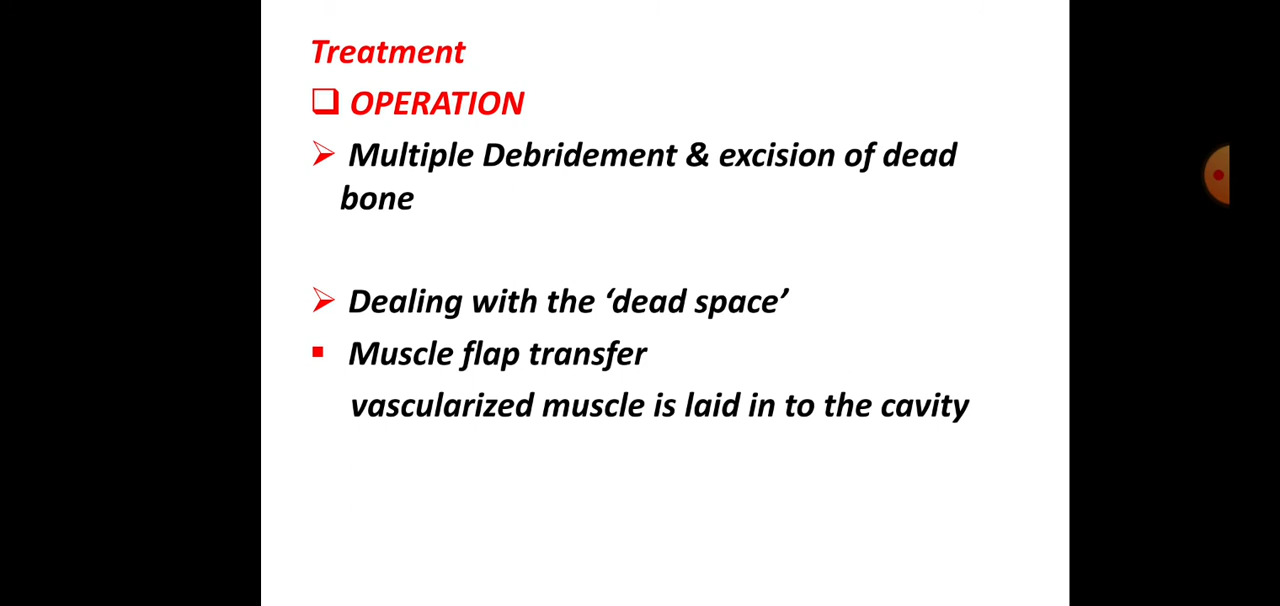 Treatment
❑ OPERATION
➢ Multiple Debridement & excision of dead
bone
➢ Dealing with the ‘dead space’
▪ Muscle flap transfer
vascularized muscle is laid in to the cavity